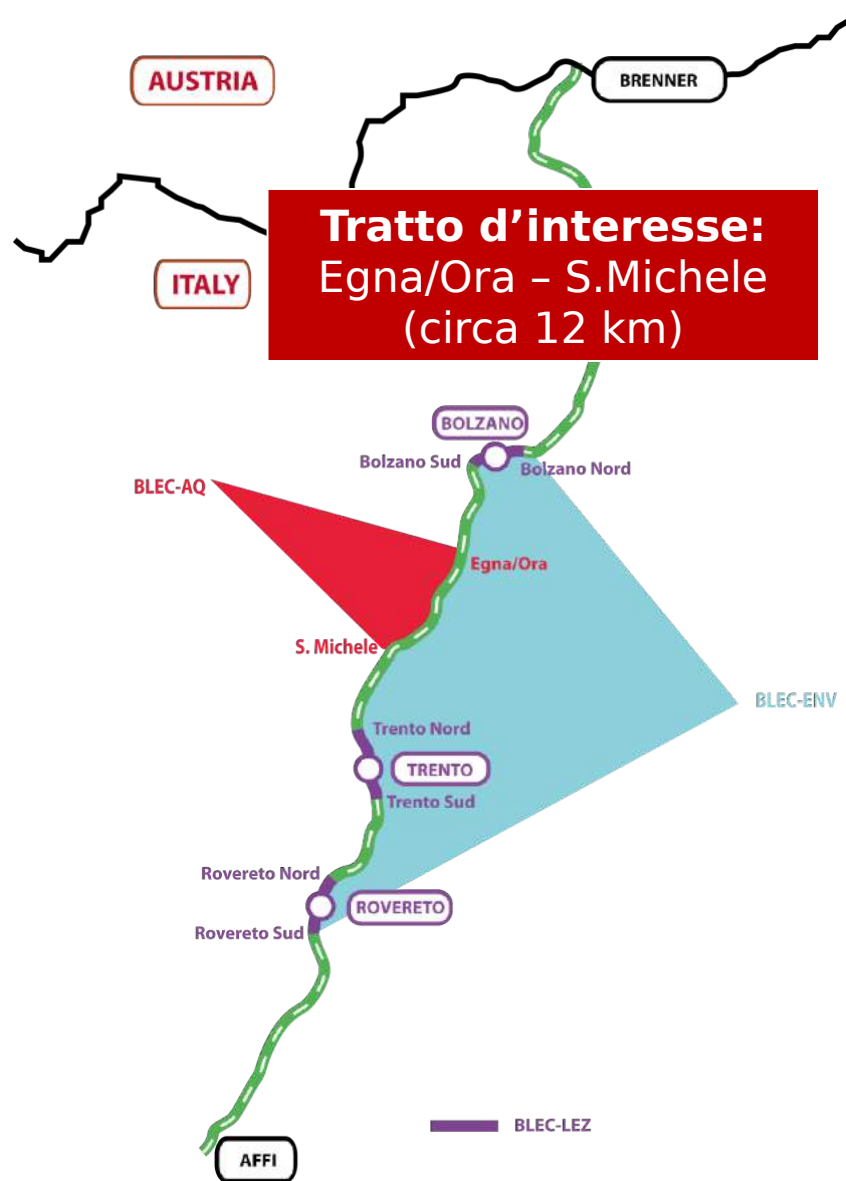 AUSTRIA
BRENNER
Tratto d’interesse:
Egna/Ora – S.Michele
(circa 12 km)
ITALY
BOLZANO
Bolzano Sud
Bolzano Nord
BLEC-AQ
Egna/Ora
S. Michele
BLEC-ENV
Trento Nord
TRENTO
Trento Sud
Rovereto Nord
ROVERETO
Rovereto Sud
BLEC-LEZ
AFFI